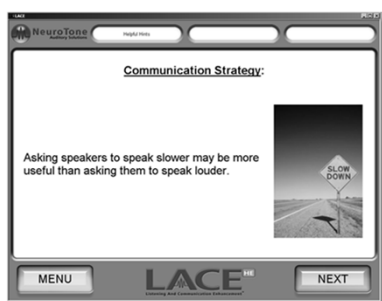 LACE
NeuroTone
Auditory Solutions
Helpful Hints
Communication Strategy:
Asking speakers to speak slower may be more
useful than asking them to speak louder.
SLOW
DOWN
MENU
LACE HE
Listening And Communication Enhancement
NEXT